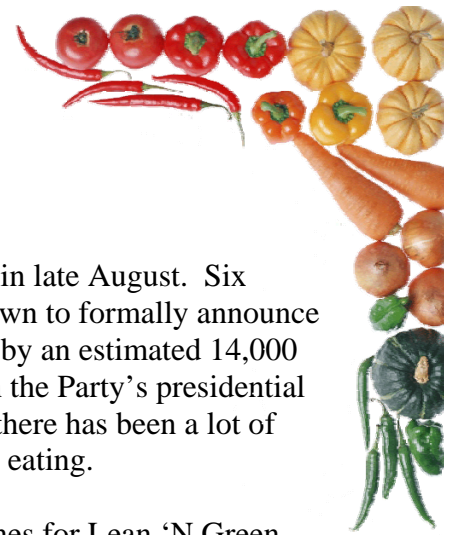 in late August.  Six
wn to formally announce
by an estimated 14,000
the Party’s presidential
there has been a lot of
eating.
nes for Lean ‘N Green